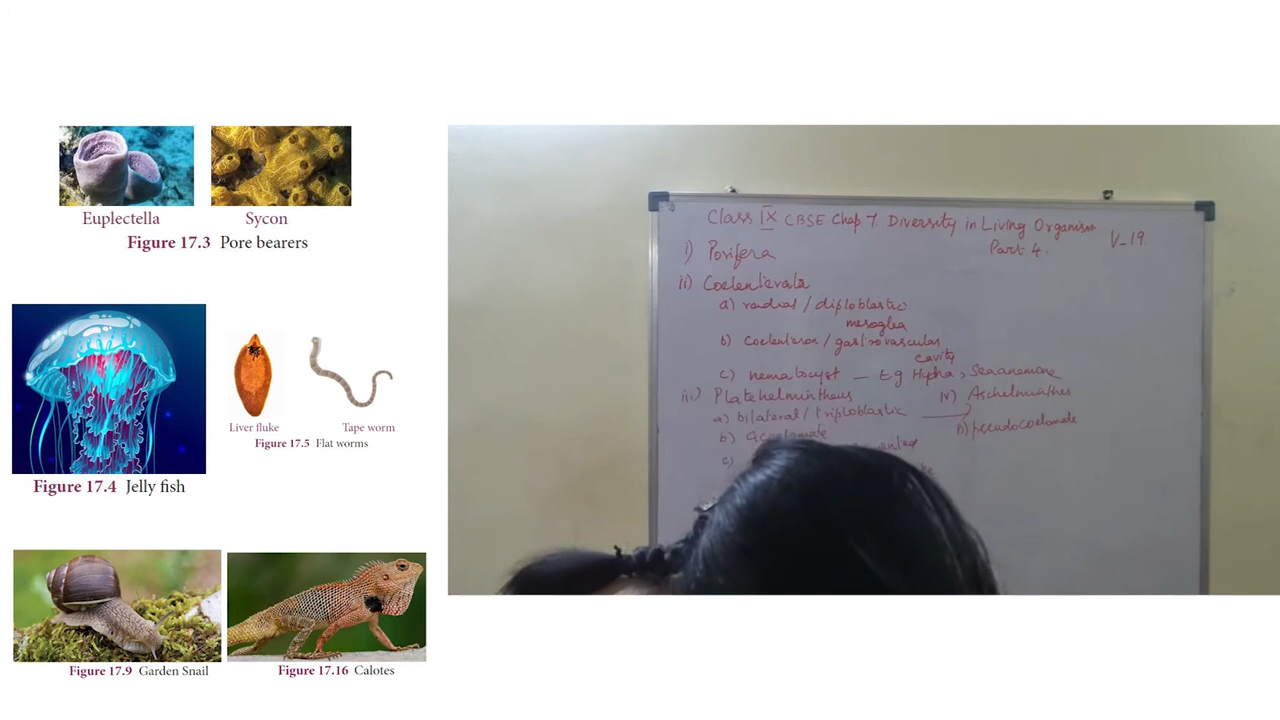 Euplectella
Sycon
Figure 17.3 Pore bearers
Liver fluke
Tape worm
Figure 17.5 Flat worms
Figure 17.4 Jelly fish
Figure 17.9 Garden Snail
Figure 17.16 Calotes
Class IX CBSE Chap 7. Diversity in Living Organism
Part 4.
V-19
i) Porifera
ii) Coelenterata
a) radial / diploblastic
mesoglea
b) coelenteron / gastrovascular
cavity
c) nematocyst — Eg Hydra, Seaanemone
iii) Platehelmintheus
IV) Aschelminthes
a) bilateral / triploblastic
b) pseudocoelomate
b) Acoelomate
c)